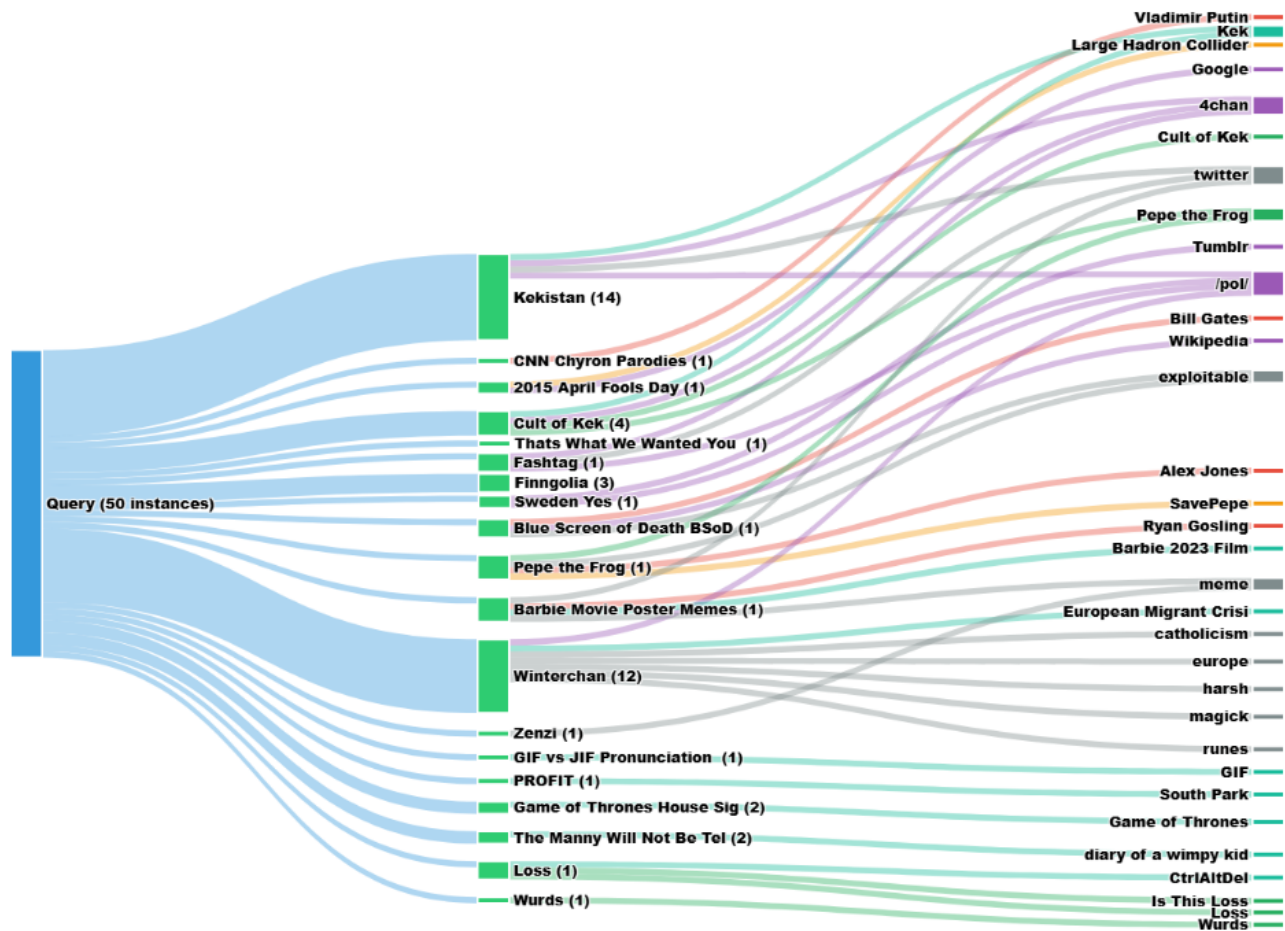 Query (50 instances)
Kekistan (14)
CNN Chyron Parodies (1)
2015 April Fools Day (1)
Cult of Kek (4)
Thats What We Wanted You (1)
Fashtag (1)
Finngolia (3)
Sweden Yes (1)
Blue Screen of Death BSoD (1)
Pepe the Frog (1)
Barbie Movie Poster Memes (1)
Winterchan (12)
Zenzi (1)
GIF vs JIF Pronunciation (1)
PROFIT (1)
Game of Thrones House Sig (2)
The Manny Will Not Be Tel (2)
Loss (1)
Wurds (1)
Vladimir Putin
Kek
Large Hadron Collider
Google
4chan
Cult of Kek
twitter
Pepe the Frog
Tumblr
/pol/
Bill Gates
Wikipedia
exploitable
Alex Jones
SavePepe
Ryan Gosling
Barbie 2023 Film
meme
European Migrant Crisi
catholicism
europe
harsh
magick
runes
GIF
South Park
Game of Thrones
diary of a wimpy kid
CtrlAltDel
Is This Loss
Loss
Wurds